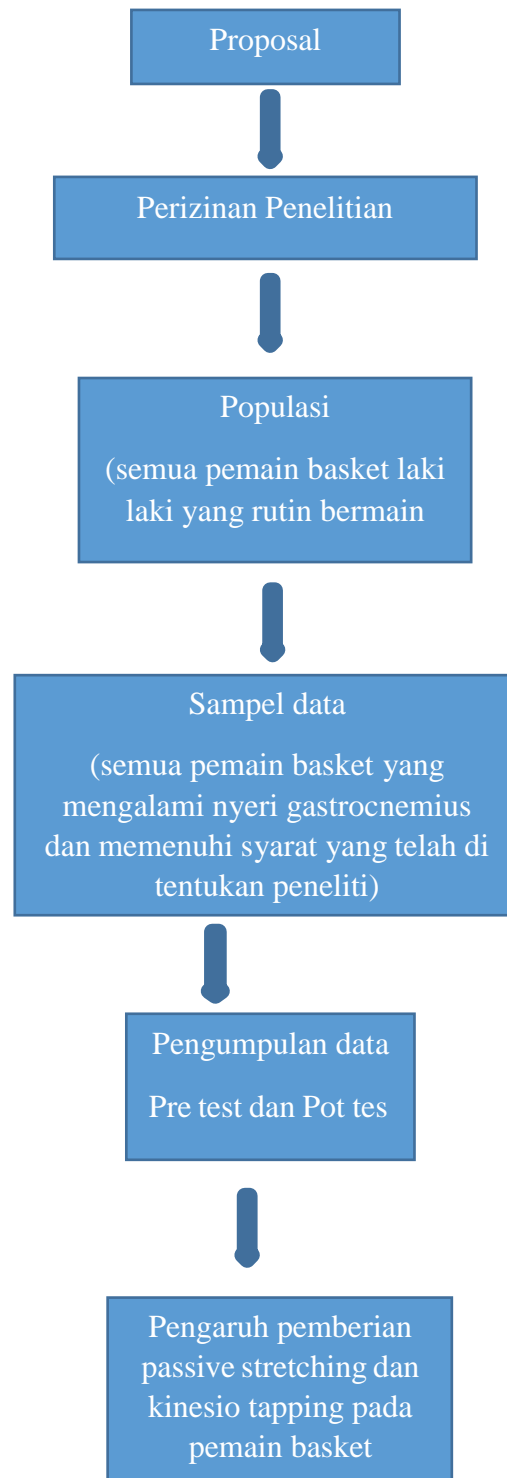 Proposal
Perizinan Penelitian
Populasi
(semua pemain basket laki
laki yang rutin bermain
Sampel data
(semua pemain basket yang
mengalami nyeri gastrocnemius
dan memenuhi syarat yang telah di
tentukan peneliti)
Pengumpulan data
Pre test dan Pot tes
Pengaruh pemberian
passive stretching dan
kinesio tapping pada
pemain basket